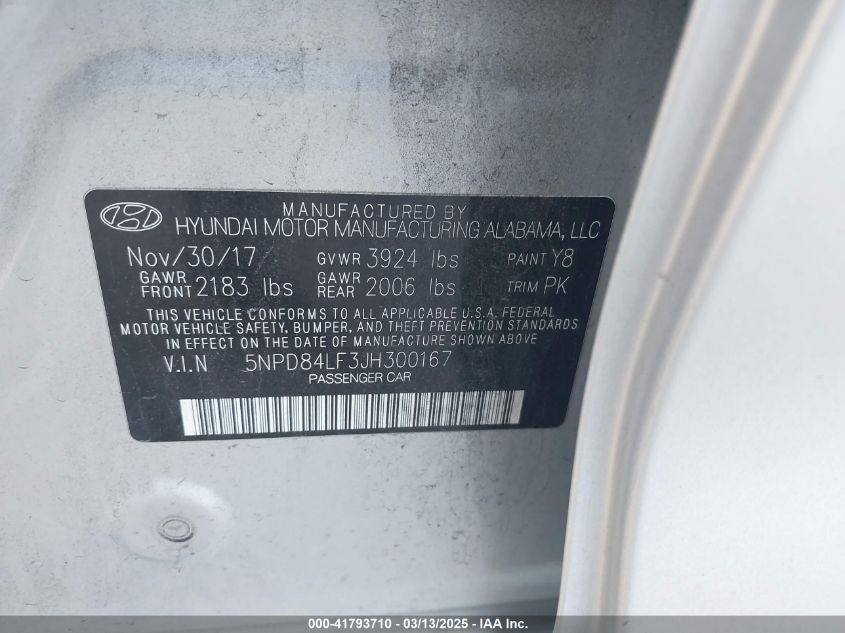 MANUFACTURED BY
HYUNDAI MOTOR MANUFACTURING ALABAMA, LLC
Nov/30/17 GVWR 3924 lbs PAINT Y8
GAWR FRONT 2183 lbs GAWR REAR 2006 lbs TRIM PK
THIS VEHICLE CONFORMS TO ALL APPLICABLE U.S.A. FEDERAL
MOTOR VEHICLE SAFETY, BUMPER, AND THEFT PREVENTION STANDARDS
IN EFFECT ON THE DATE OF MANUFACTURE SHOWN ABOVE
V.I.N 5NPD84LF3JH300167
PASSENGER CAR
000-41793710 - 03/13/2025 - IAA Inc.